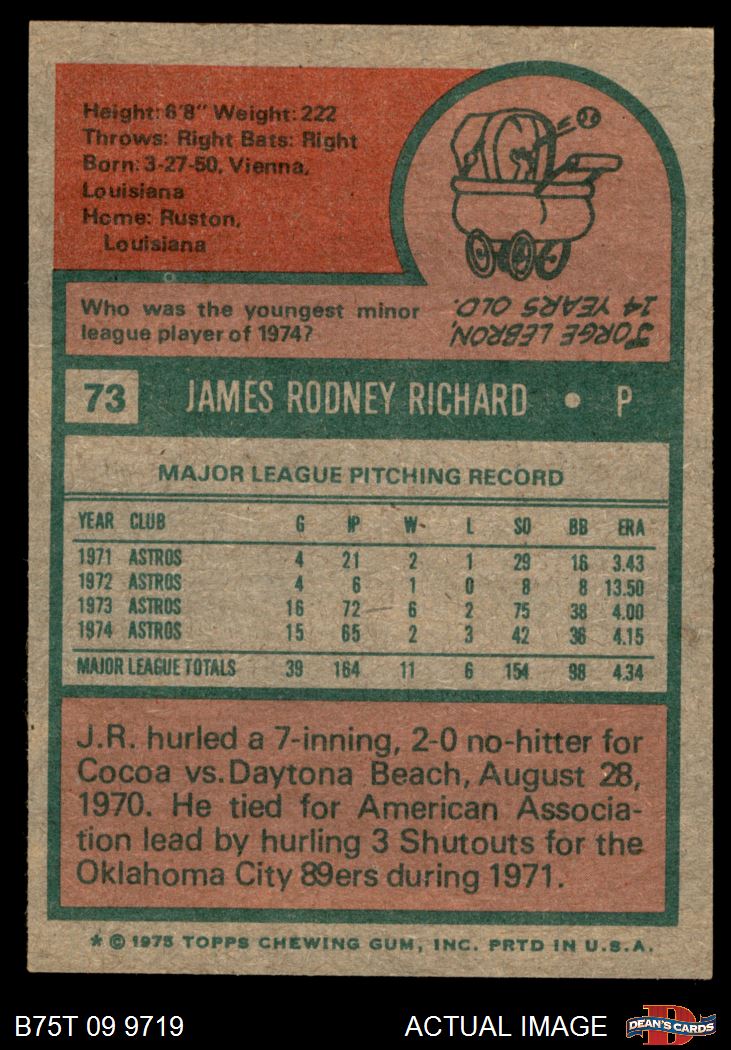 Height: 6'8" Weight: 222
Throws: Right Bats: Right
Born: 3-27-50, Vienna,
Louisiana
Home: Ruston,
Louisiana
Who was the youngest minor
league player of 1974?
JORGE LEBRON,
14 YEARS OLD.
73 JAMES RODNEY RICHARD • P
MAJOR LEAGUE PITCHING RECORD
YEAR CLUB G IP W L SO BB ERA
1971 ASTROS 4 21 2 1 29 16 3.43
1972 ASTROS 4 6 1 0 8 8 13.50
1973 ASTROS 16 72 6 2 75 38 4.00
1974 ASTROS 15 65 2 3 42 36 4.15
MAJOR LEAGUE TOTALS 39 164 11 6 154 98 4.34
J.R. hurled a 7-inning, 2-0 no-hitter for
Cocoa vs. Daytona Beach, August 28,
1970. He tied for American Associa-
tion lead by hurling 3 Shutouts for the
Oklahoma City 89ers during 1971.
* © 1975 TOPPS CHEWING GUM, INC. PRTD IN U.S.A.
B75T 09 9719 ACTUAL IMAGE
D
DEAN'S CARDS